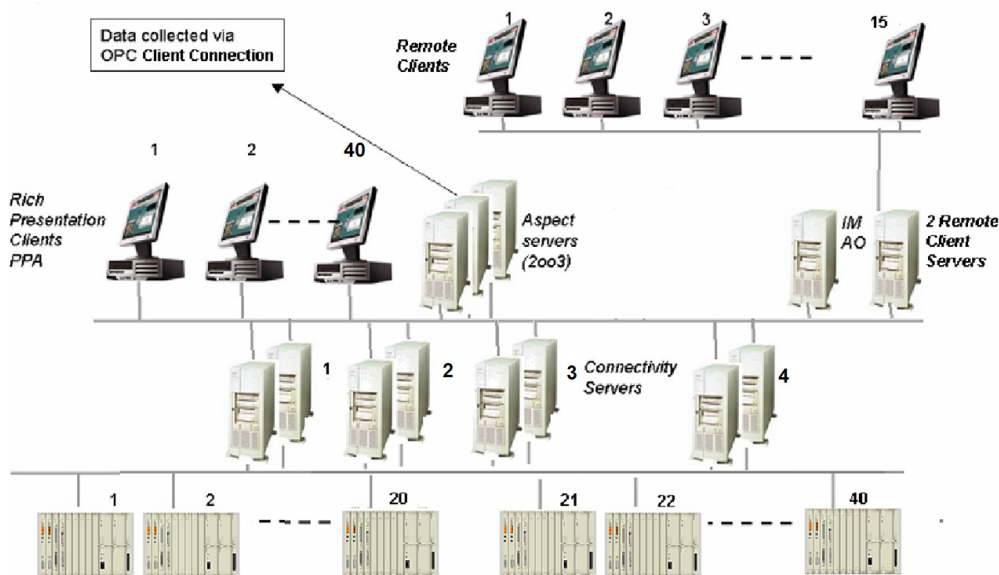 Data collected via
OPC Client Connection
Remote
Clients
1
2
3
15
1
2
40
Rich
Presentation
Clients
PPA
Aspect
servers
(2oo3)
IM
AO
2 Remote
Client
Servers
1
2
3
Connectivity
Servers
4
1
2
20
21
22
40